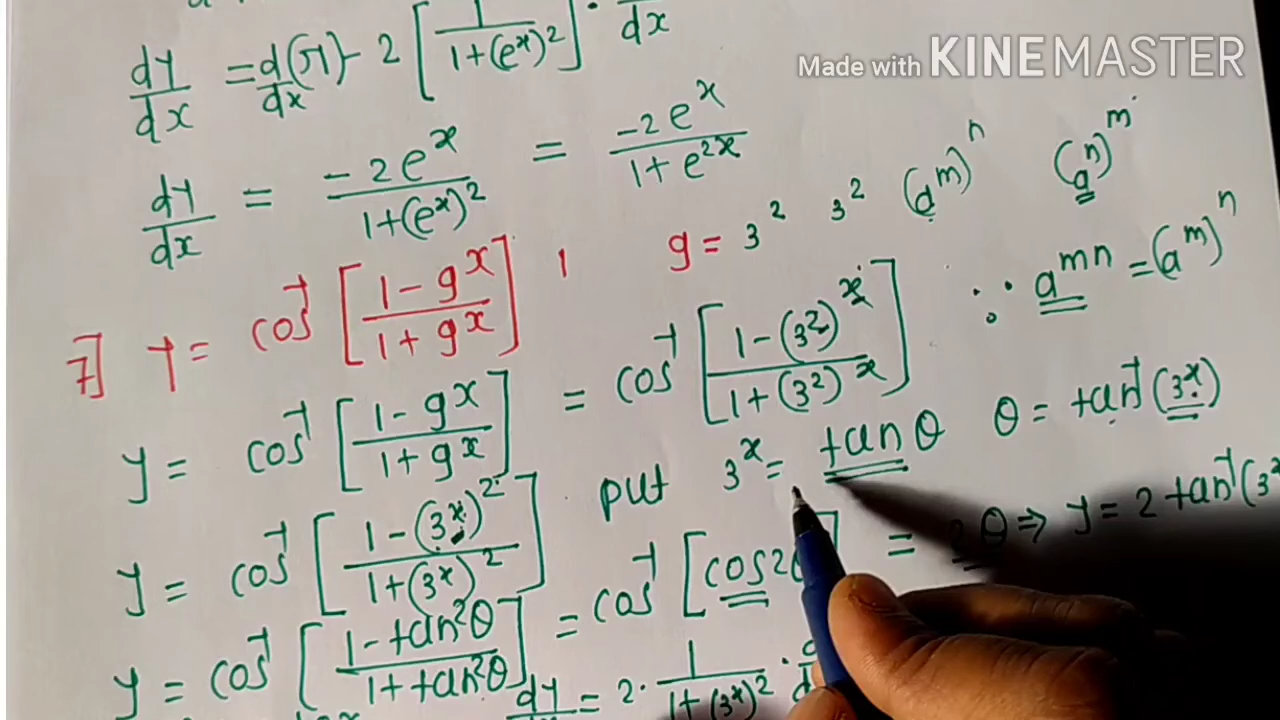 Made with KINEMASTER
dy/dx = d/dx(π) - 2 [1/(1+(e^x)^2)] · /dx
dy/dx = -2e^x/(1+(e^x)^2) = -2e^x/(1+e^2x)
(a^m)^n (a^n)^m
7] y = cos^-1 [(1-9^x)/(1+9^x)] , 9 = 3^2 3^2
y = cos^-1 [(1-9^x)/(1+9^x)] = cos^-1 [(1-(3^2)^x)/(1+(3^2)^x)] ∵ a^mn = (a^m)^n
y = cos^-1 [(1-(3^x)^2)/(1+(3^x)^2)] put 3^x = tanθ θ = tan^-1(3^x)
y = cos^-1 [(1-tan^2θ)/(1+tan^2θ)] = cos^-1 [cos2θ] = 2θ ⇒ y = 2 tan^-1(3^x
dy/dx = 2 · 1/(1+(3^x)^2) ·